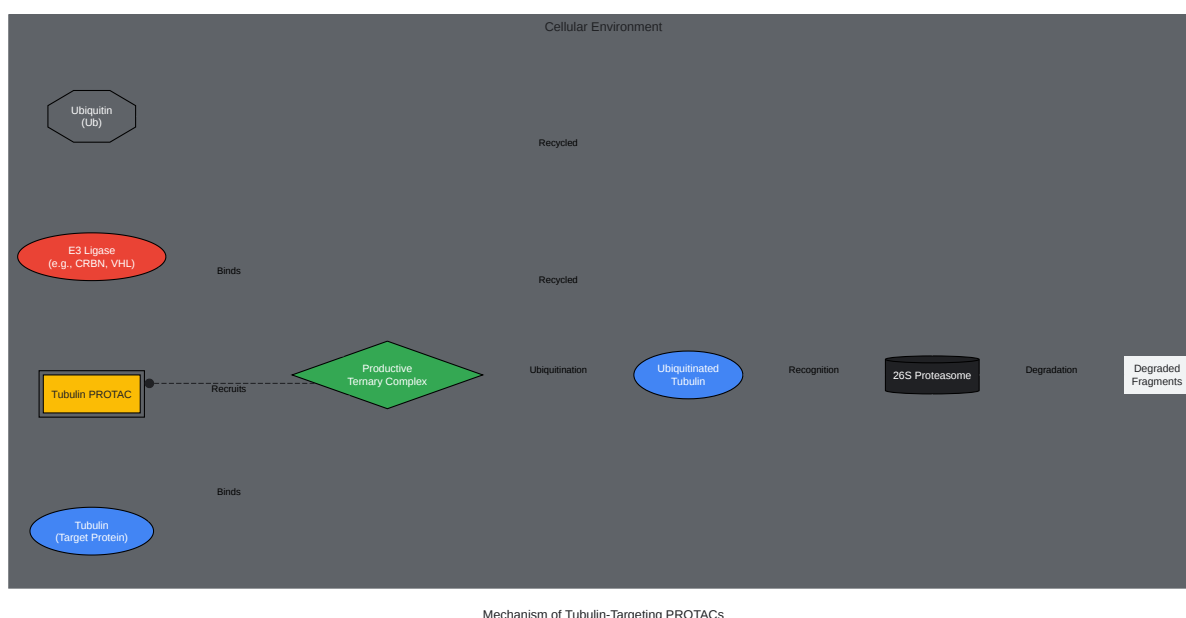 Cellular Environment
Ubiquitin
(Ub)
Recycled
E3 Ligase
(e.g., CRBN, VHL)
Binds
Recycled
Productive
Ternary Complex
Ubiquitination
Ubiquitinated
Tubulin
Recognition
26S Proteasome
Degradation
Degraded
Fragments
Tubulin PROTAC
Recruits
Binds
Tubulin
(Target Protein)
Mechanism of Tubulin-Targeting PROTACs